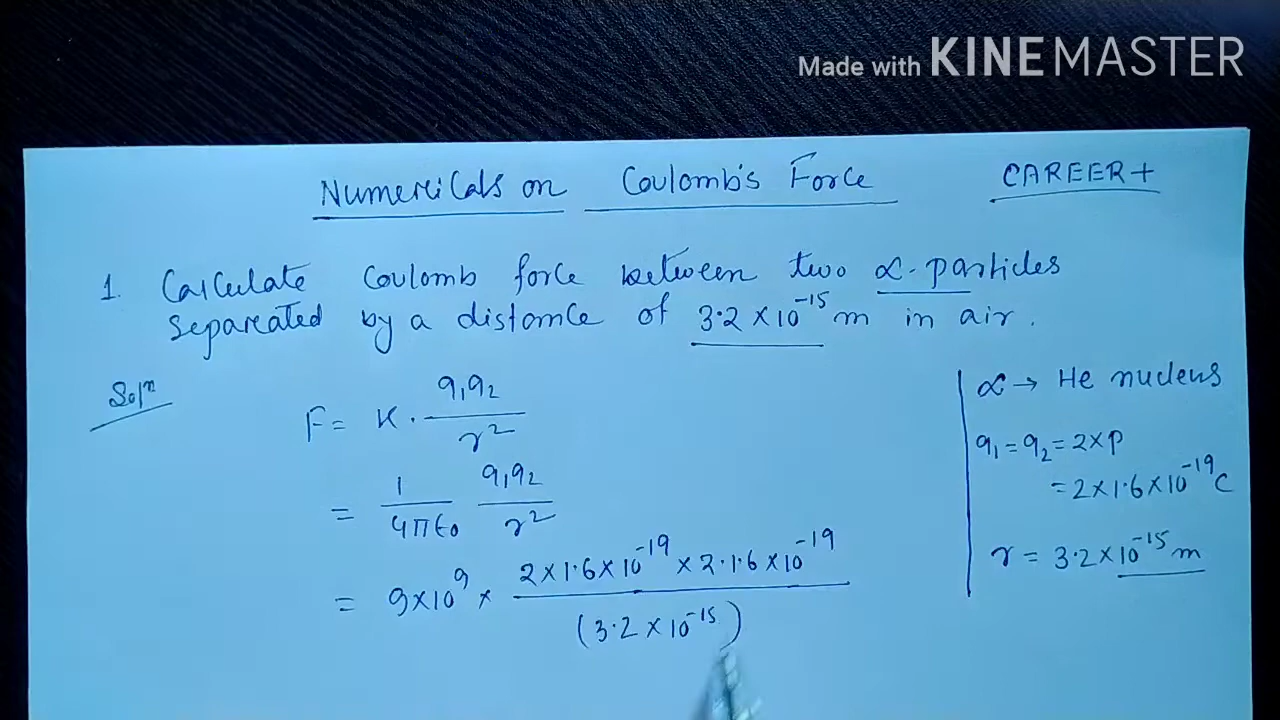 Made with KINEMASTER
Numericals on Coulomb's Force CAREER+
1. Calculate Coulomb force between two α-particles
separated by a distance of 3.2 × 10⁻¹⁵ m in air.
Solⁿ
F = K · q₁q₂ / r²
= 1 / 4πϵ₀ q₁q₂ / r²
= 9×10⁹ × 2×1.6×10⁻¹⁹ × 2·1.6×10⁻¹⁹ / (3.2 × 10⁻¹⁵)
α → He nucleus
q₁ = q₂ = 2×p
= 2×1.6×10⁻¹⁹ C
r = 3.2×10⁻¹⁵ m